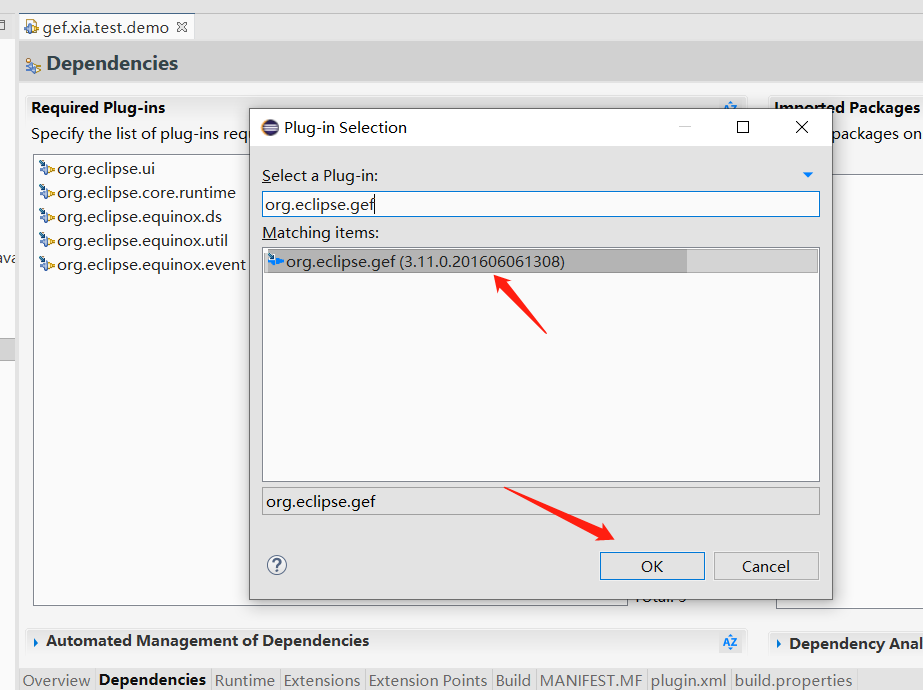 gef.xia.test.demo
Dependencies
Required Plug-ins
Specify the list of plug-ins req
org.eclipse.ui
org.eclipse.core.runtime
org.eclipse.equinox.ds
org.eclipse.equinox.util
org.eclipse.equinox.event
Imported Packages
packages on
Plug-in Selection
Select a Plug-in:
org.eclipse.gef
Matching items:
org.eclipse.gef (3.11.0.201606061308)
org.eclipse.gef
?
OK
Cancel
Automated Management of Dependencies
AZ
Dependency Anal
Overview Dependencies Runtime Extensions Extension Points Build MANIFEST.MF plugin.xml build.properties